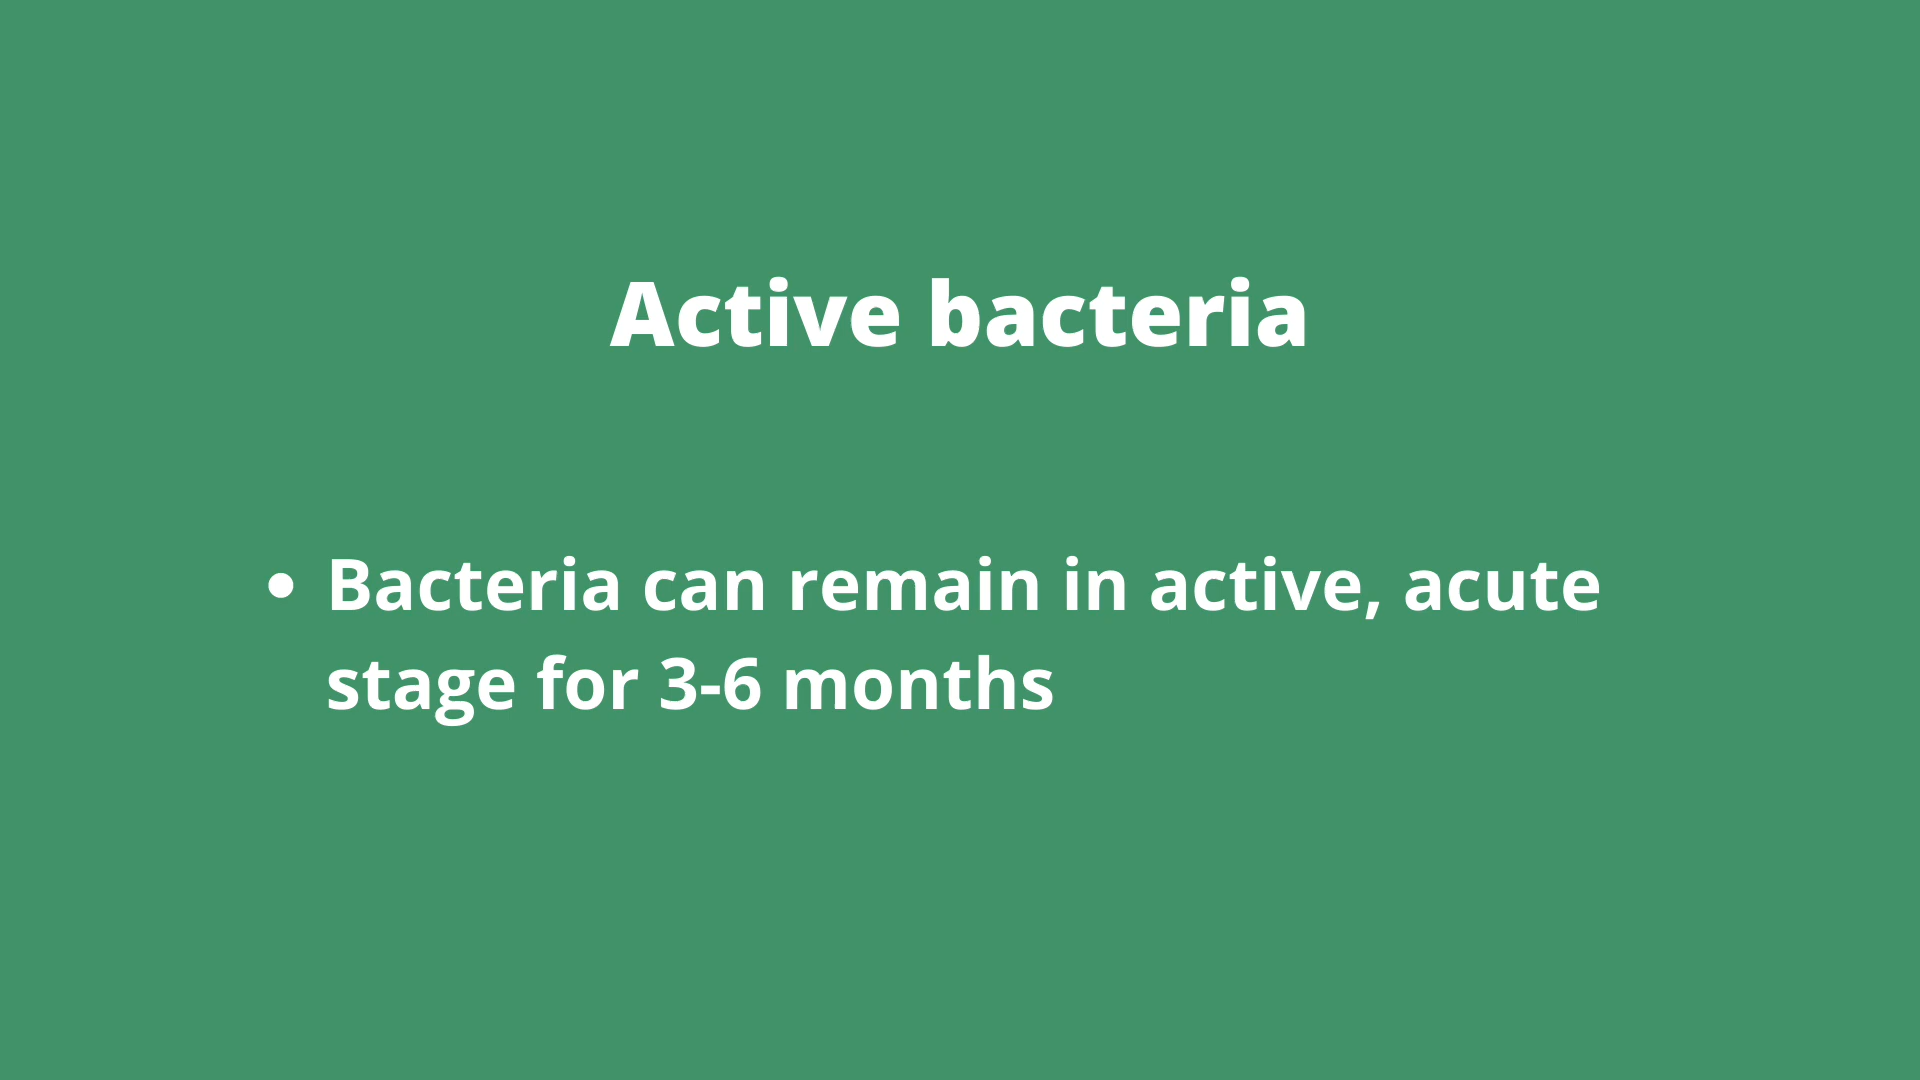 Active bacteria
• Bacteria can remain in active, acute
stage for 3-6 months